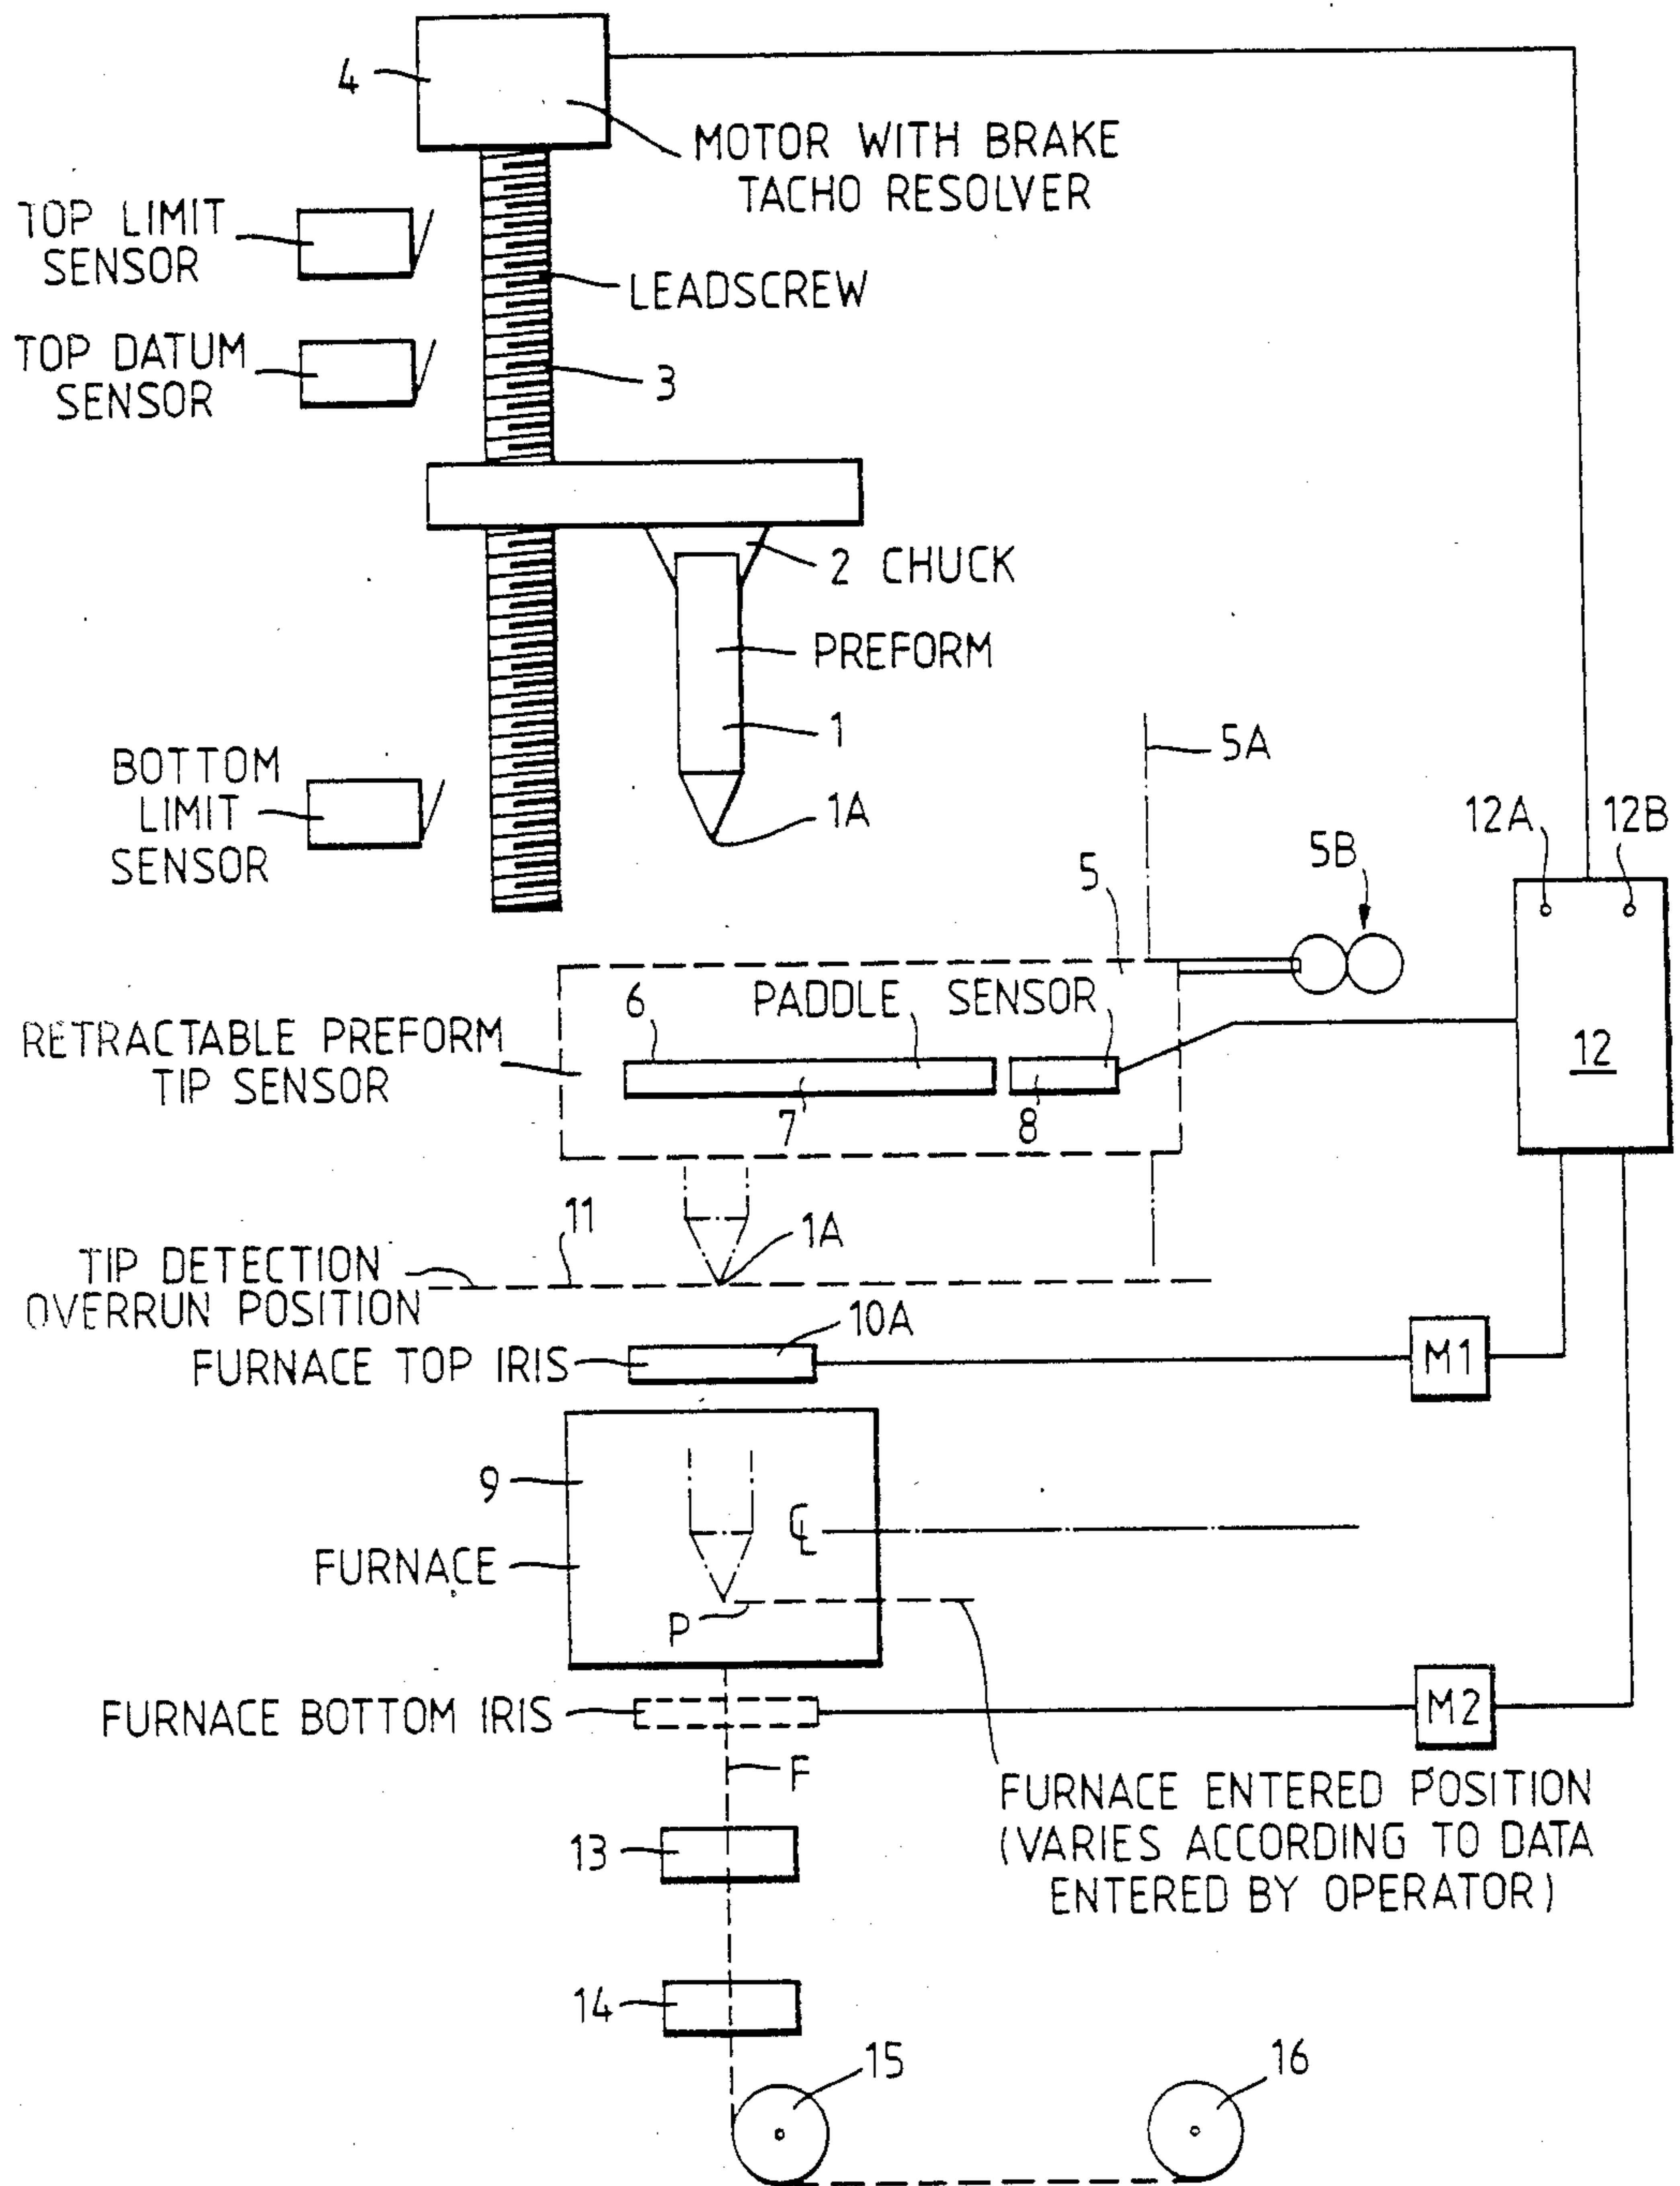 4
MOTOR WITH BRAKE
TACHO RESOLVER
TOP LIMIT
SENSOR
LEADSCREW
TOP DATUM
SENSOR
3
2 CHUCK
PREFORM
1
5A
BOTTOM
LIMIT
SENSOR
1A
12A
12B
5B
5
6
PADDLE SENSOR
RETRACTABLE PREFORM
TIP SENSOR
12
7
8
11
1A
TIP DETECTION
OVERRUN POSITION
10A
FURNACE TOP IRIS
M1
9
℄
FURNACE
P
FURNACE BOTTOM IRIS
M2
F
FURNACE ENTERED POSITION
(VARIES ACCORDING TO DATA
ENTERED BY OPERATOR)
13
14
15
16